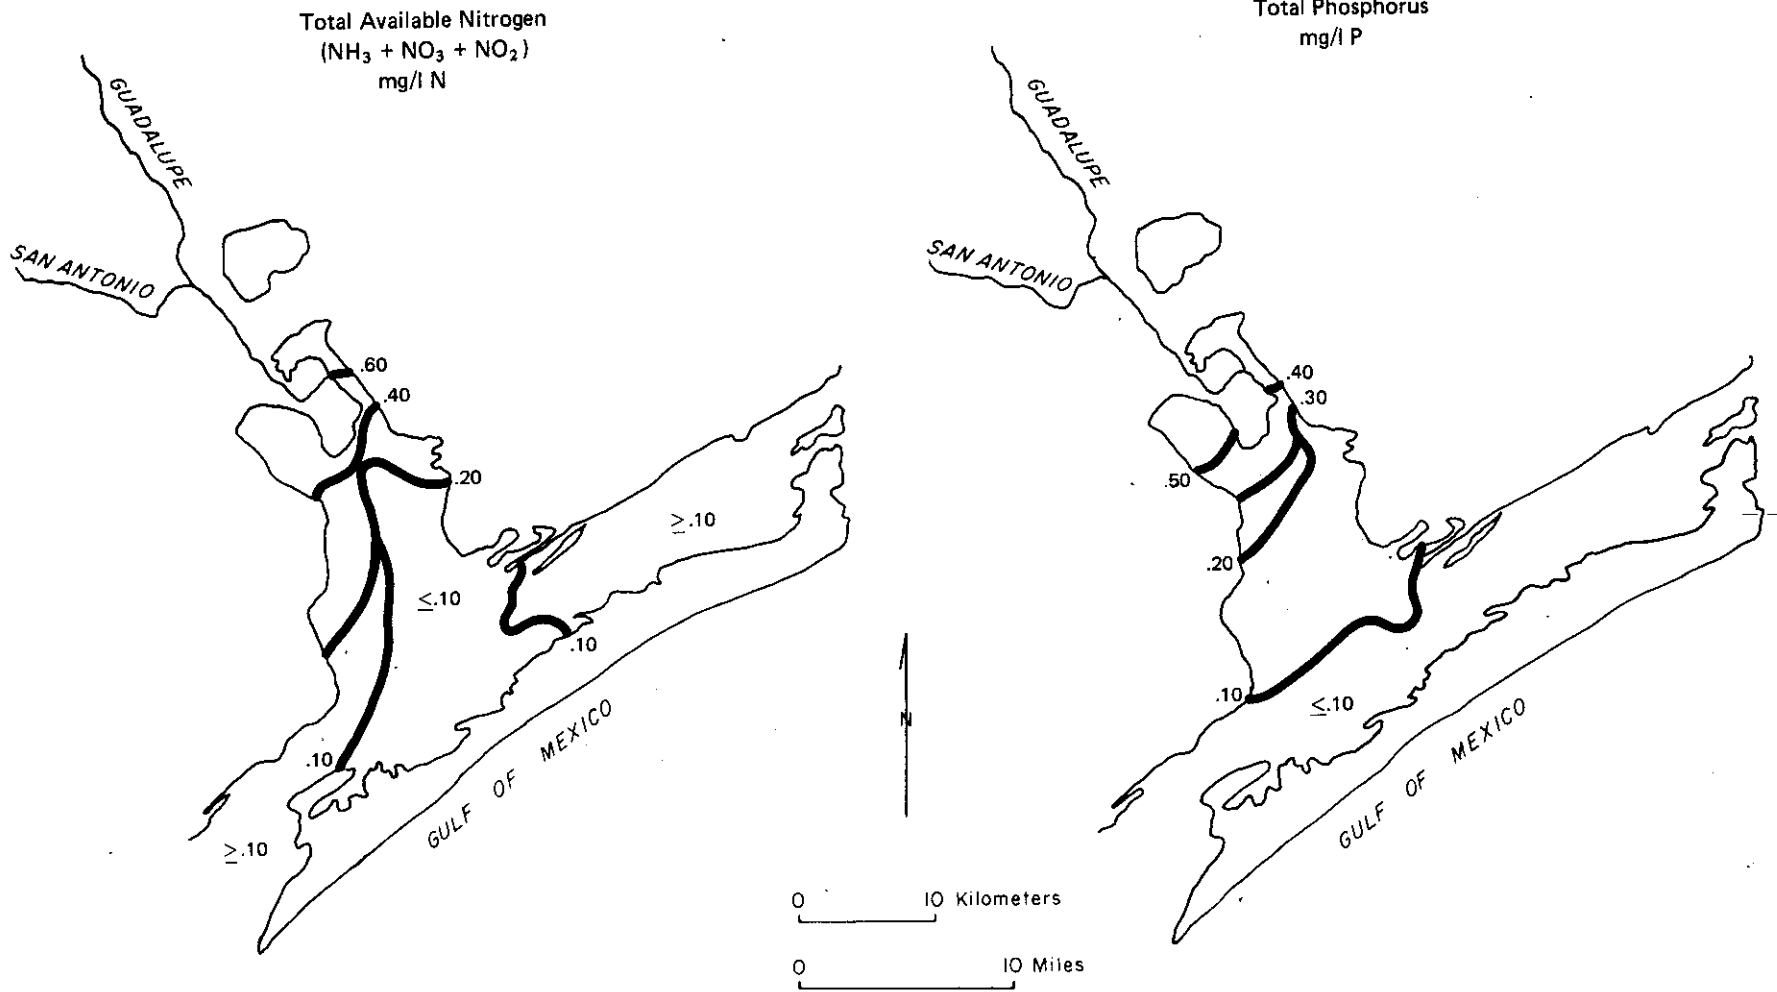 Total Available Nitrogen
(NH₃ + NO₃ + NO₂)
mg/l N
GUADALUPE
SAN ANTONIO
.60
.40
.20
≥.10
≤.10
.10
.10
≥.10
GULF OF MEXICO
Total Phosphorus
mg/l P
GUADALUPE
SAN ANTONIO
.40
.30
.50
.20
.10
≤.10
GULF OF MEXICO
N
0 10 Kilometers
0 10 Miles